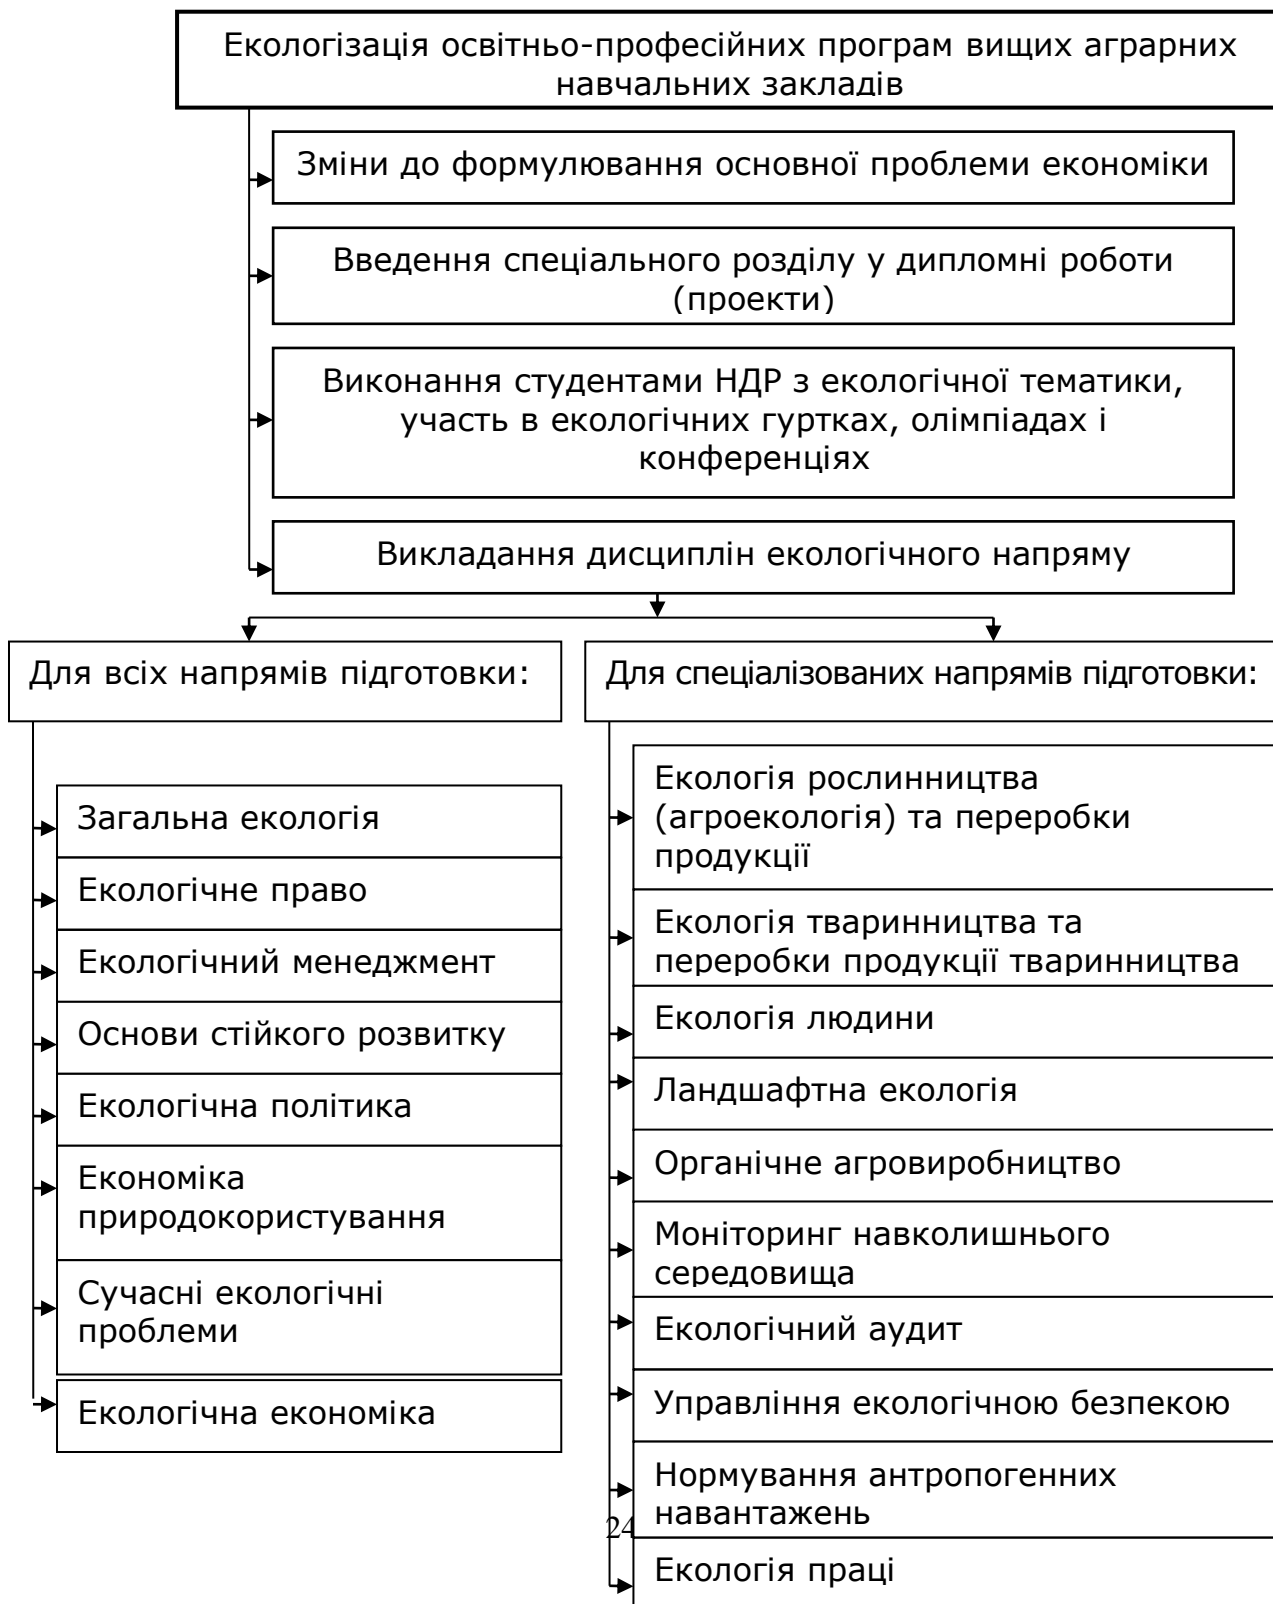 Екологізація освітньо-професійних програм вищих аграрних
навчальних закладів
Зміни до формулювання основної проблеми економіки
Введення спеціального розділу у дипломні роботи
(проекти)
Виконання студентами НДР з екологічної тематики,
участь в екологічних гуртках, олімпіадах і
конференціях
Викладання дисциплін екологічного напряму
Для всіх напрямів підготовки:
Загальна екологія
Екологічне право
Екологічний менеджмент
Основи стійкого розвитку
Екологічна політика
Економіка
природокористування
Сучасні екологічні
проблеми
Екологічна економіка
Для спеціалізованих напрямів підготовки:
Екологія рослинництва
(агроекологія) та переробки
продукції
Екологія тваринництва та
переробки продукції тваринництва
Екологія людини
Ландшафтна екологія
Органічне агровиробництво
Моніторинг навколишнього
середовища
Екологічний аудит
Управління екологічною безпекою
Нормування антропогенних
навантажень
Екологія праці
24